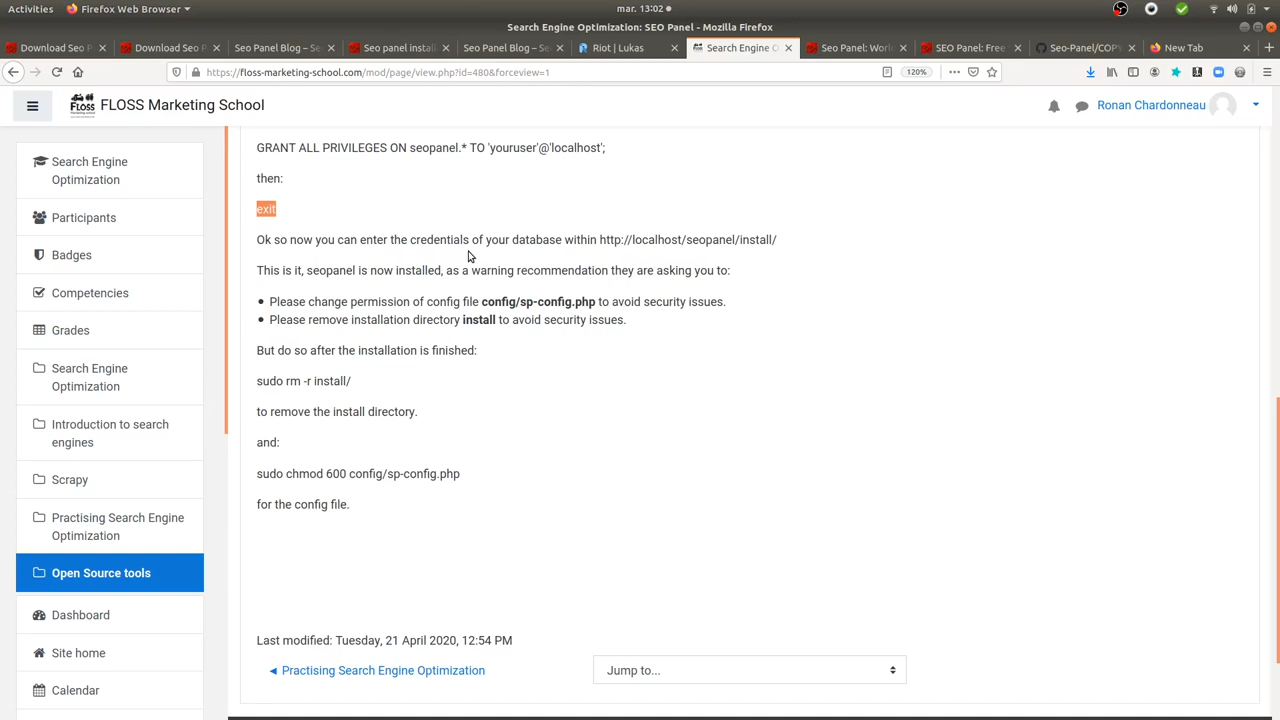 Activities
Firefox Web Browser
mar. 13:02
Search Engine Optimization: SEO Panel - Mozilla Firefox
Download Seo P
Download Seo P
Seo Panel Blog – Se
Seo panel install
Seo Panel Blog – Se
Riot | Lukas
Search Engine O
Seo Panel: Worl
SEO Panel: Free
Seo-Panel/COPY
New Tab
https://floss-marketing-school.com/mod/page/view.php?id=480&forceview=1
120%
FLOSS Marketing School
Ronan Chardonneau
Search Engine
Optimization
Participants
Badges
Competencies
Grades
Search Engine
Optimization
Introduction to search
engines
Scrapy
Practising Search Engine
Optimization
Open Source tools
Dashboard
Site home
Calendar
GRANT ALL PRIVILEGES ON seopanel.* TO 'youruser'@'localhost';
then:
exit
Ok so now you can enter the credentials of your database within http://localhost/seopanel/install/
This is it, seopanel is now installed, as a warning recommendation they are asking you to:
Please change permission of config file config/sp-config.php to avoid security issues.
Please remove installation directory install to avoid security issues.
But do so after the installation is finished:
sudo rm -r install/
to remove the install directory.
and:
sudo chmod 600 config/sp-config.php
for the config file.
Last modified: Tuesday, 21 April 2020, 12:54 PM
◄ Practising Search Engine Optimization
Jump to...